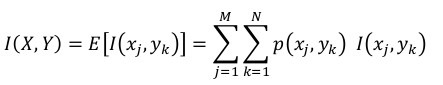 I(X,Y) = E[I(x_j, y_k)] = \sum_{j=1}^{M} \sum_{k=1}^{N} p(x_j, y_k) I(x_j, y_k)